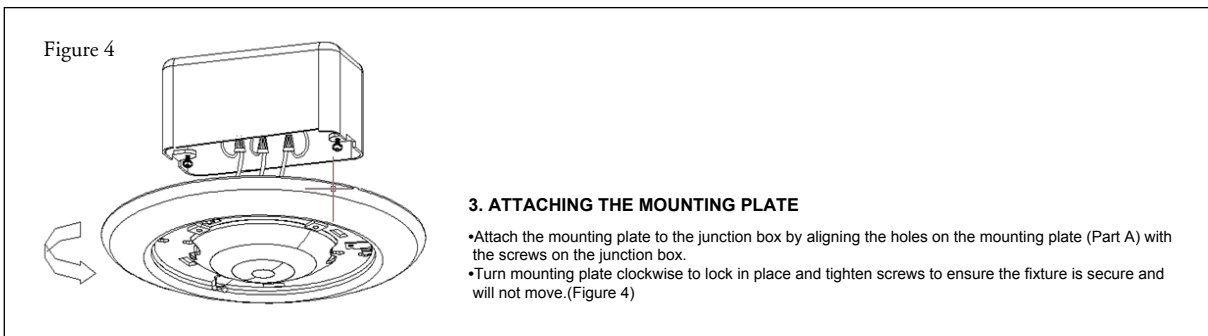 Figure 4
3. ATTACHING THE MOUNTING PLATE
•Attach the mounting plate to the junction box by aligning the holes on the mounting plate (Part A) with
the screws on the junction box.
•Turn mounting plate clockwise to lock in place and tighten screws to ensure the fixture is secure and
will not move.(Figure 4)